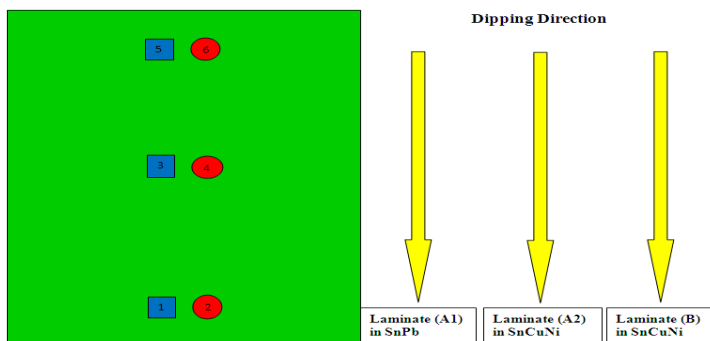 Dipping Direction
5 6
3 4
1 2
Laminate (A1)
in SnPb
Laminate (A2)
in SnCuNi
Laminate (B)
in SnCuNi